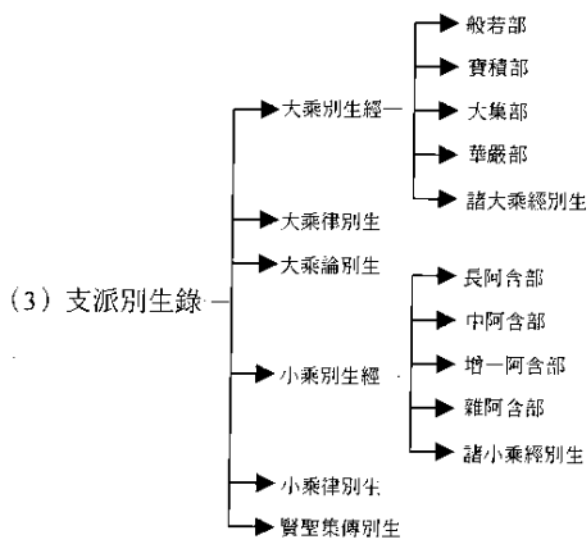 (3)支派別生錄
大乘別生經
般若部
寶積部
大集部
華嚴部
諸大乘經別生
大乘律別生
大乘論別生
小乘別生經
長阿含部
中阿含部
增一阿含部
雜阿含部
諸小乘經別生
小乘律別生
賢聖集傳別生